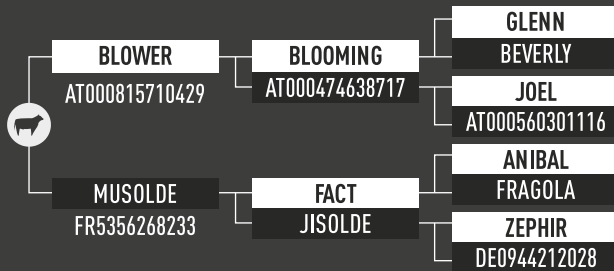 BLOWER
AT000815710429
MUSOLDE
FR5356268233
BLOOMING
AT000474638717
FACT
JISOLDE
GLENN
BEVERLY
JOEL
AT000560301116
ANIBAL
FRAGOLA
ZEPHIR
DE0944212028